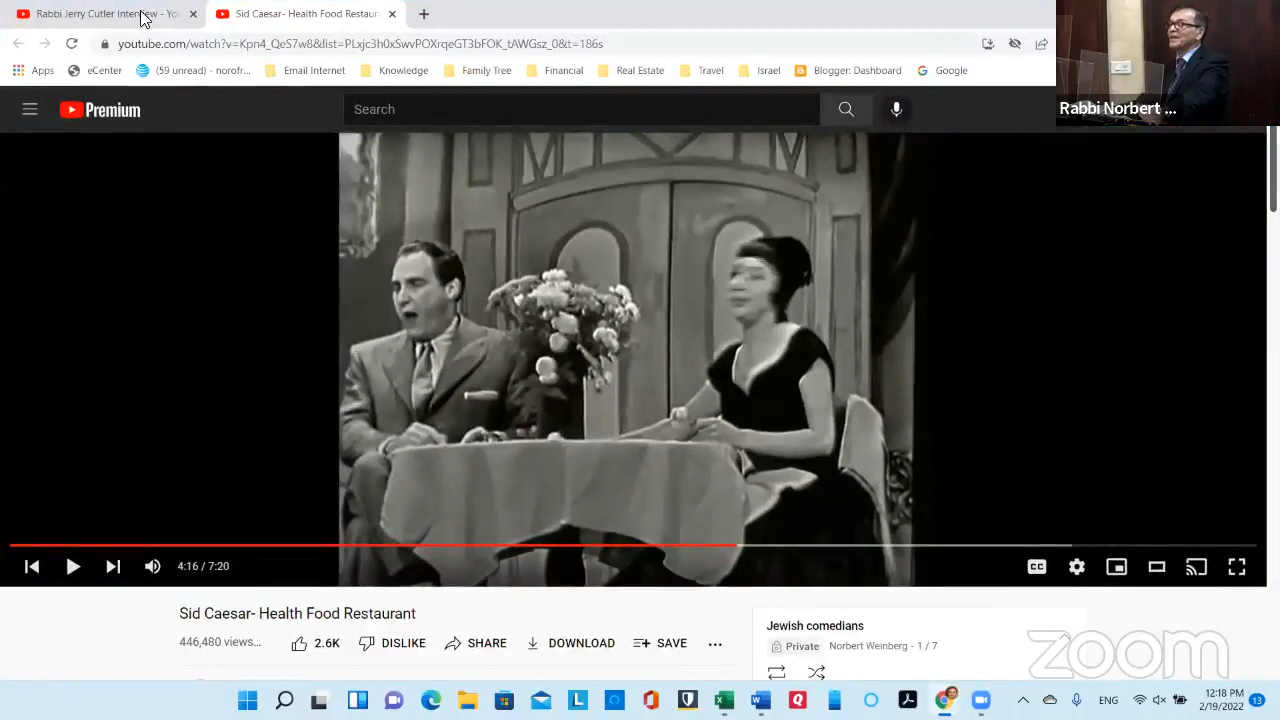 Rabbi Jerry Cutler Interview - Yo
Sid Caesar- Health Food Restaur
youtube.com/watch?v=Kpn4_QeS7w8&list=PLxjc3h0xSwvPOXrqeGT3DrOK_tAWGsz_0&t=186s
Apps
eCenter
(59 unread) - norofr...
Email Internet
Knowledge
Family Tree
Financial
Real Estate
Travel
Israel
Blogger-Dashboard
Google
Rabbi Norbert ...
Premium
Search
4:16 / 7:20
CC
Sid Caesar- Health Food Restaurant
446,480 views...
2.6K
DISLIKE
SHARE
DOWNLOAD
SAVE
Jewish comedians
Private
Norbert Weinberg - 1 / 7
zoom
ENG
12:18 PM
2/19/2022
13